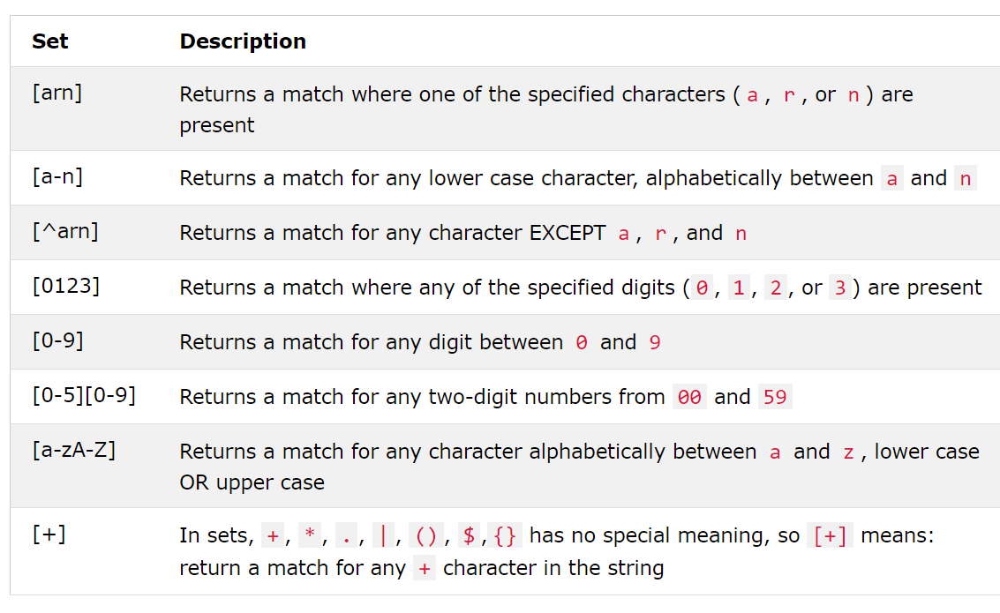 Set Description
[arn] Returns a match where one of the specified characters ( a , r , or n ) are
present
[a-n] Returns a match for any lower case character, alphabetically between a and n
[^arn] Returns a match for any character EXCEPT a , r , and n
[0123] Returns a match where any of the specified digits ( 0 , 1 , 2 , or 3 ) are present
[0-9] Returns a match for any digit between 0 and 9
[0-5][0-9] Returns a match for any two-digit numbers from 00 and 59
[a-zA-Z] Returns a match for any character alphabetically between a and z , lower case
OR upper case
[+] In sets, + , * , . , | , () , $ , {} has no special meaning, so [+] means:
return a match for any + character in the string